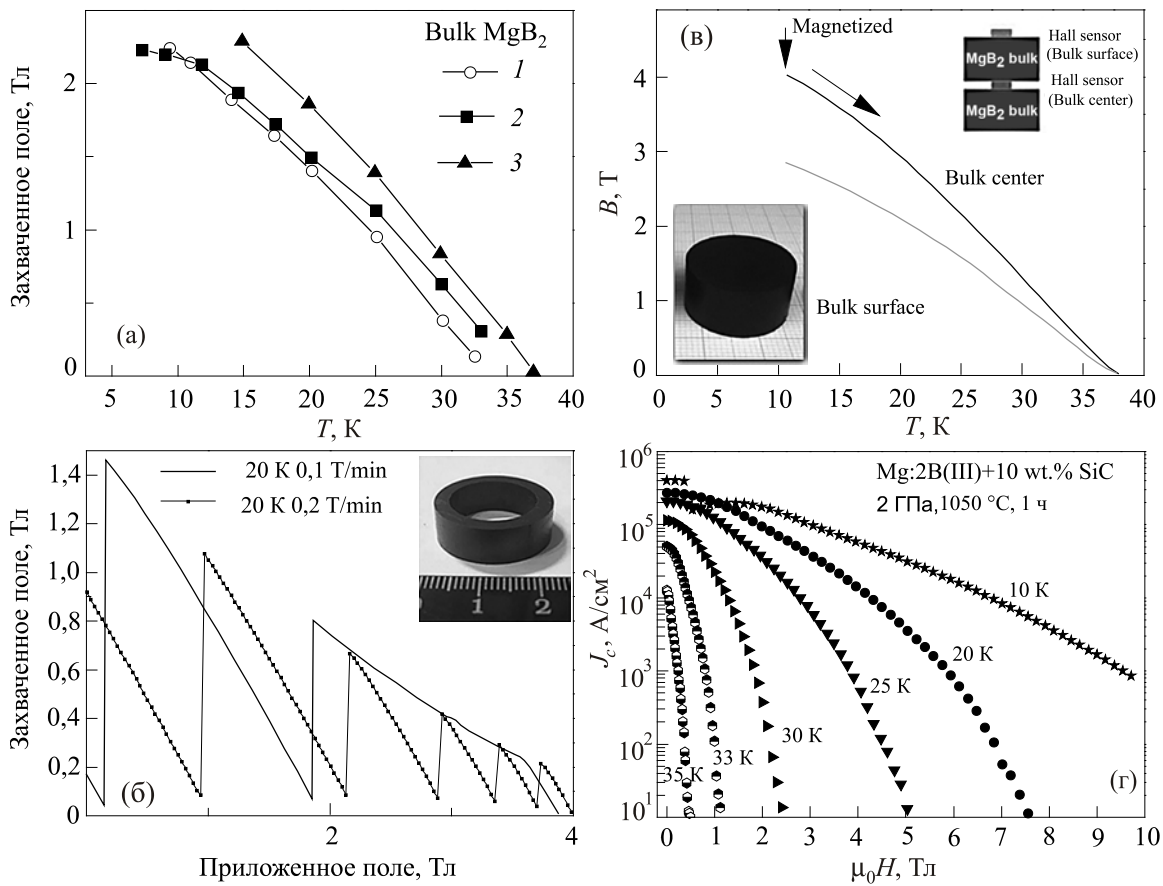 Захваченное поле, Тл
2
1
0
(а)
Bulk MgB2
1
2
3
5 10 15 20 25 30 35 40
T, К
(в)
Magnetized
Hall sensor
(Bulk surface)
MgB2 bulk
Hall sensor
(Bulk center)
MgB2 bulk
B, T
4
3
2
1
0
Bulk center
Bulk surface
0 10 20 30 40
T, К
Захваченное поле, Тл
1,4
1,2
1,0
0,8
0,6
0,4
0,2
0
20 К 0,1 T/min
20 К 0,2 T/min
1 2
(б)
2 4
Приложенное поле, Тл
Jc, А/см2
10^6
10^5
10^4
10^3
10^2
10^1
Mg:2B(III)+10 wt.% SiC
2 ГПа,1050 °C, 1 ч
10 К
20 К
25 К
30 К
33 К
35 К
(г)
0 1 2 3 4 5 6 7 8 9 10
μ0H, Тл